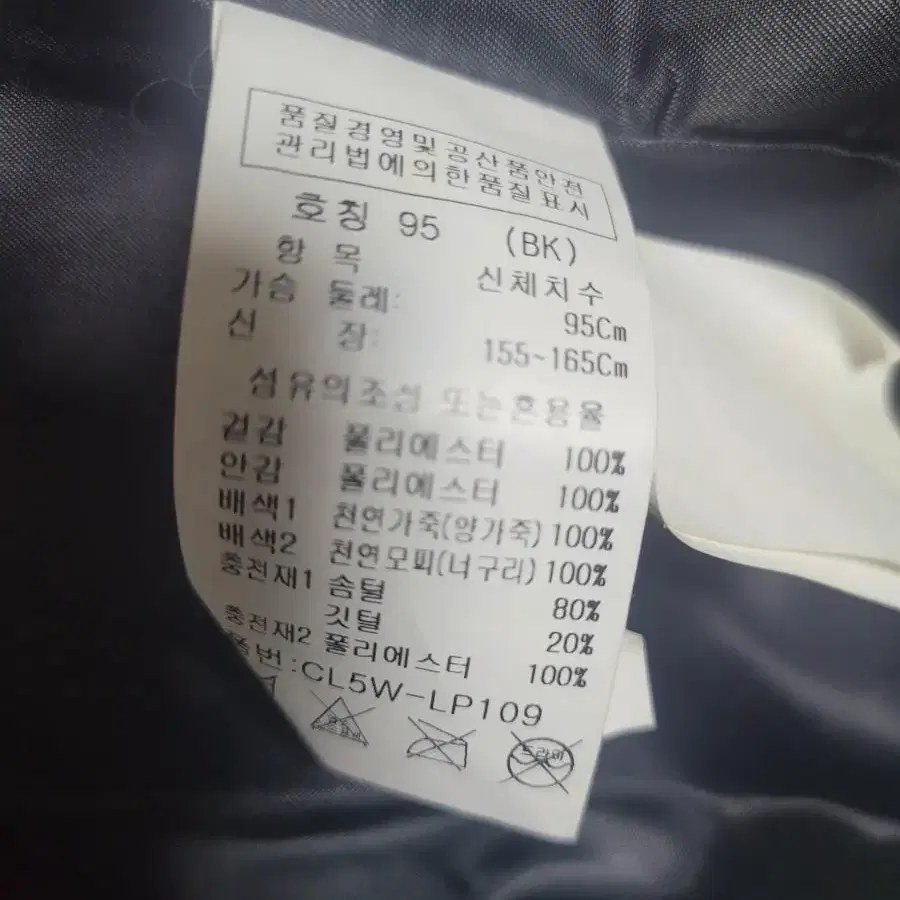 품질경영및공산품안전
관리법에의한품질표시
호칭 95 (BK)
항 목 신체치수
가슴 둘레: 95Cm
신 장: 155~165Cm
섬유의조성 또는혼용율
겉감 폴리에스터 100%
안감 폴리에스터 100%
배색1 천연가죽(양가죽) 100%
배색2 천연모피(너구리) 100%
충전재1 솜털 80%
깃털 20%
충전재2 폴리에스터 100%
품번:CL5W-LP109
드라이